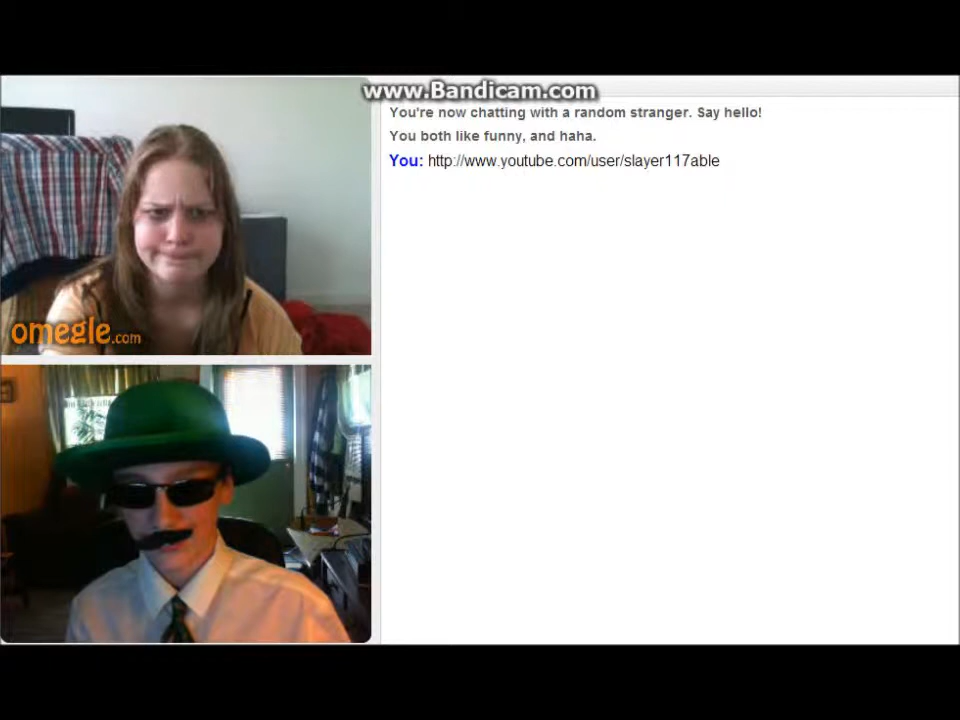 www.Bandicam.com
You're now chatting with a random stranger. Say hello!
You both like funny, and haha.
You: http://www.youtube.com/user/slayer117able
omegle.com